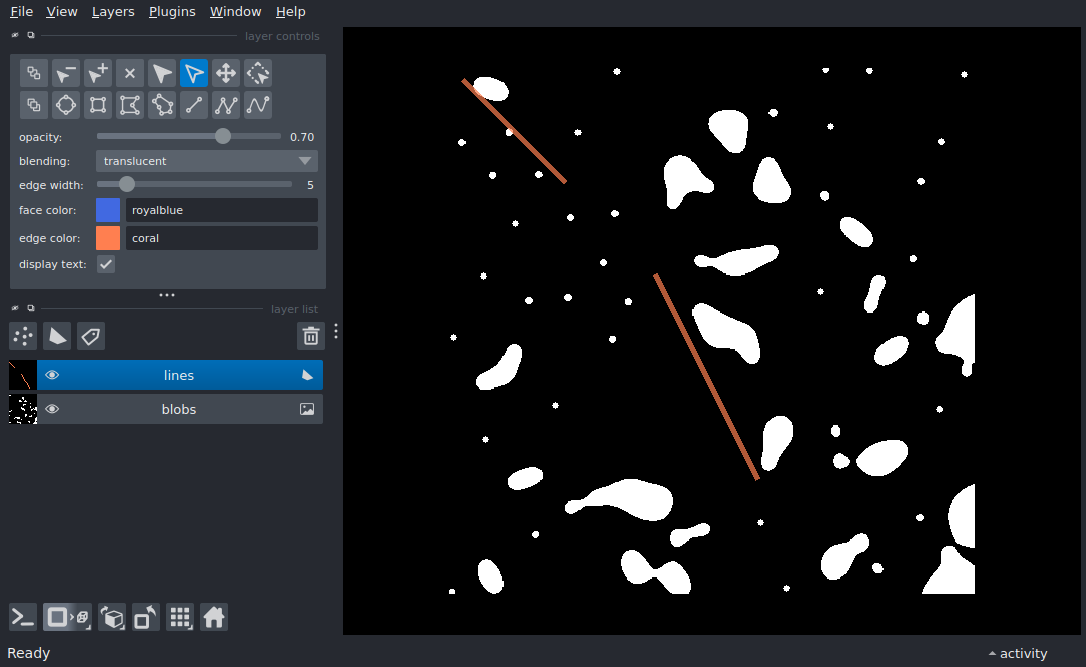 File View Layers Plugins Window Help
layer controls
opacity: 0.70
blending: translucent
edge width: 5
face color: royalblue
edge color: coral
display text:
layer list
lines
blobs
Ready
activity